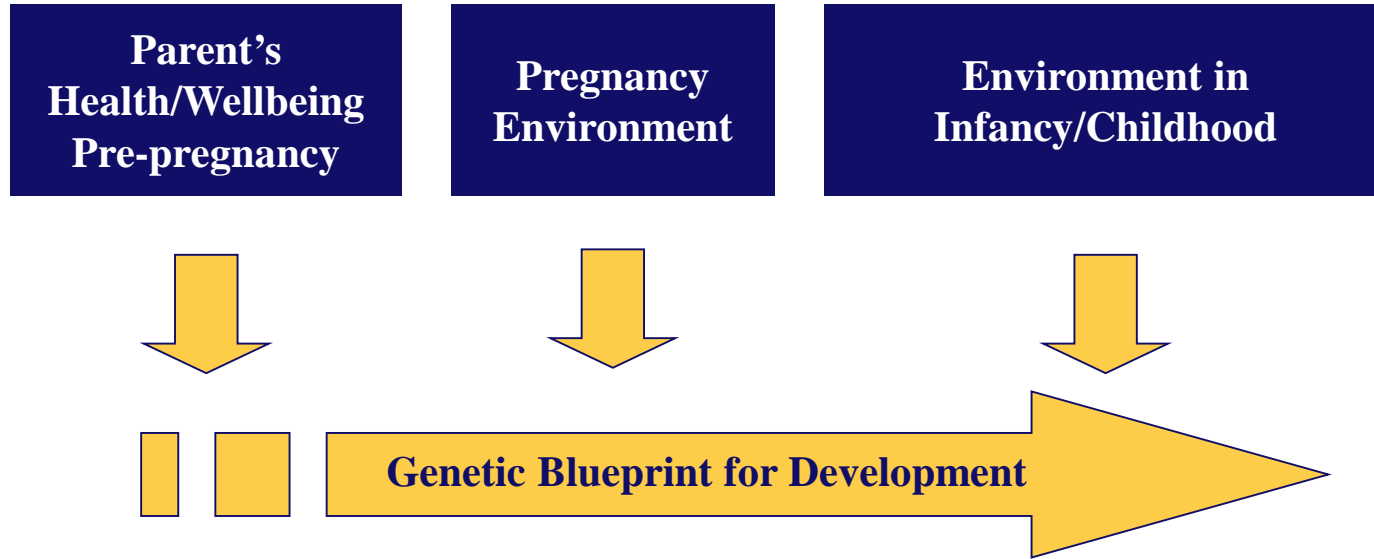 Parent’s
Health/Wellbeing
Pre-pregnancy
Pregnancy
Environment
Environment in
Infancy/Childhood
Genetic Blueprint for Development